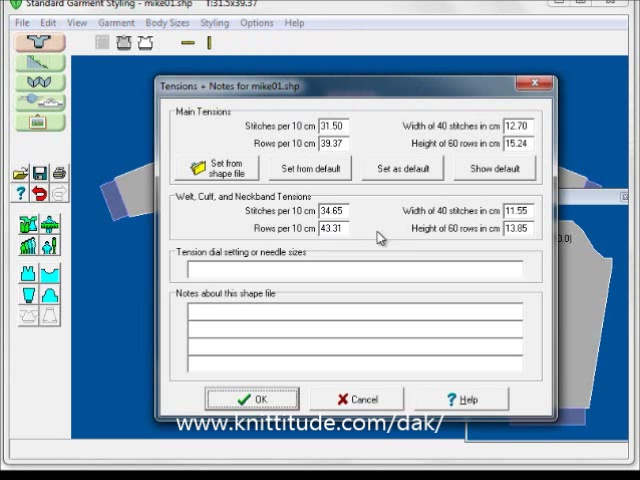 Standard Garment Styling - mike01.shp T:31.5x39.37
File Edit View Garment Body Sizes Styling Options Help
Tensions + Notes for mike01.shp
Main Tensions
Stitches per 10 cm 31.50 Width of 40 stitches in cm 12.70
Rows per 10 cm 39.37 Height of 60 rows in cm 15.24
Set from shape file Set from default Set as default Show default
Welt, Cuff, and Neckband Tensions
Stitches per 10 cm 34.65 Width of 40 stitches in cm 11.55
Rows per 10 cm 43.31 Height of 60 rows in cm 13.85
3.0)
Tension dial setting or needle sizes
Notes about this shape file
OK Cancel Help
www.knittitude.com/dak/